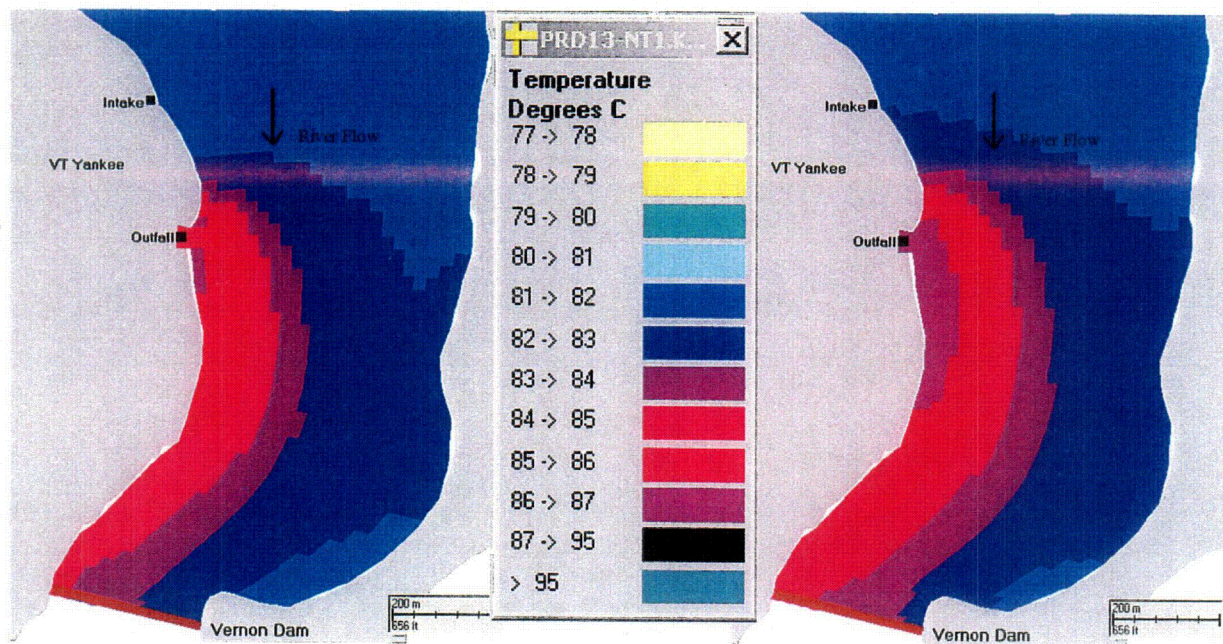 Intake
River Flow
VT Yankee
Outfall
200 m
656 ft
Vernon Dam
PRD13-NT1.K...
Temperature
Degrees C
77 -> 78
78 -> 79
79 -> 80
80 -> 81
81 -> 82
82 -> 83
83 -> 84
84 -> 85
85 -> 86
86 -> 87
87 -> 95
> 95
Intake
River Flow
VT Yankee
Outfall
200 m
656 ft
Vernon Dam